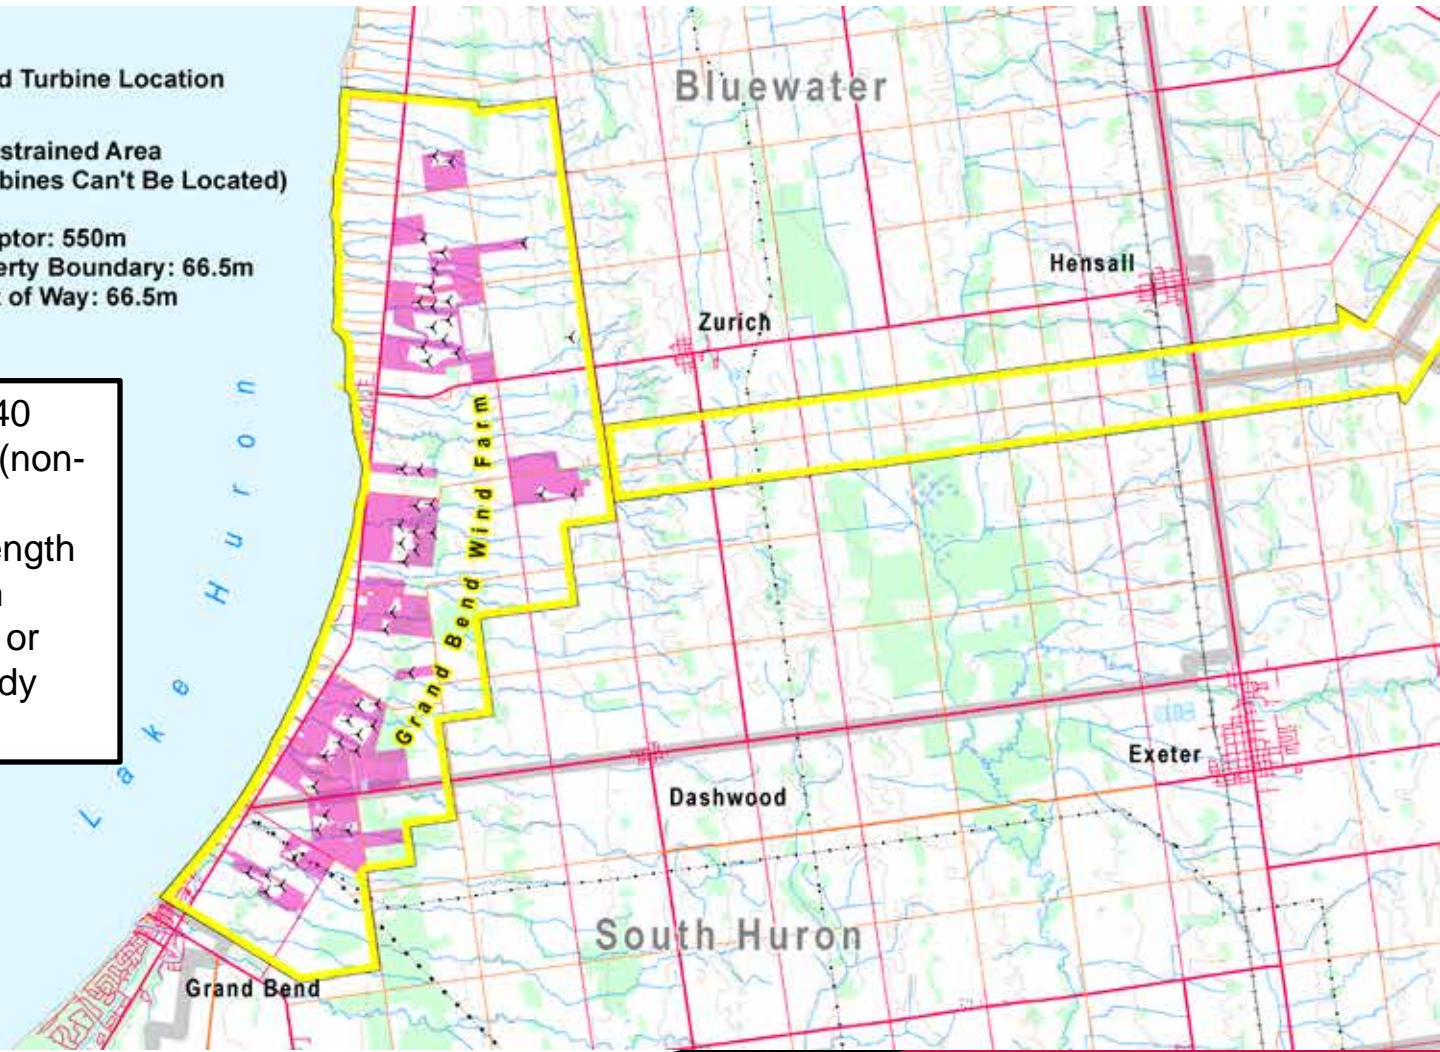 d Turbine Location
strained Area
bines Can't Be Located)
ptor: 550m
erty Boundary: 66.5m
of Way: 66.5m
40
(non-
ength
or
dy
Bluewater
Hensall
Zurich
Lake Huron
Grand Bend Wind Farm
Exeter
Dashwood
South Huron
Grand Bend